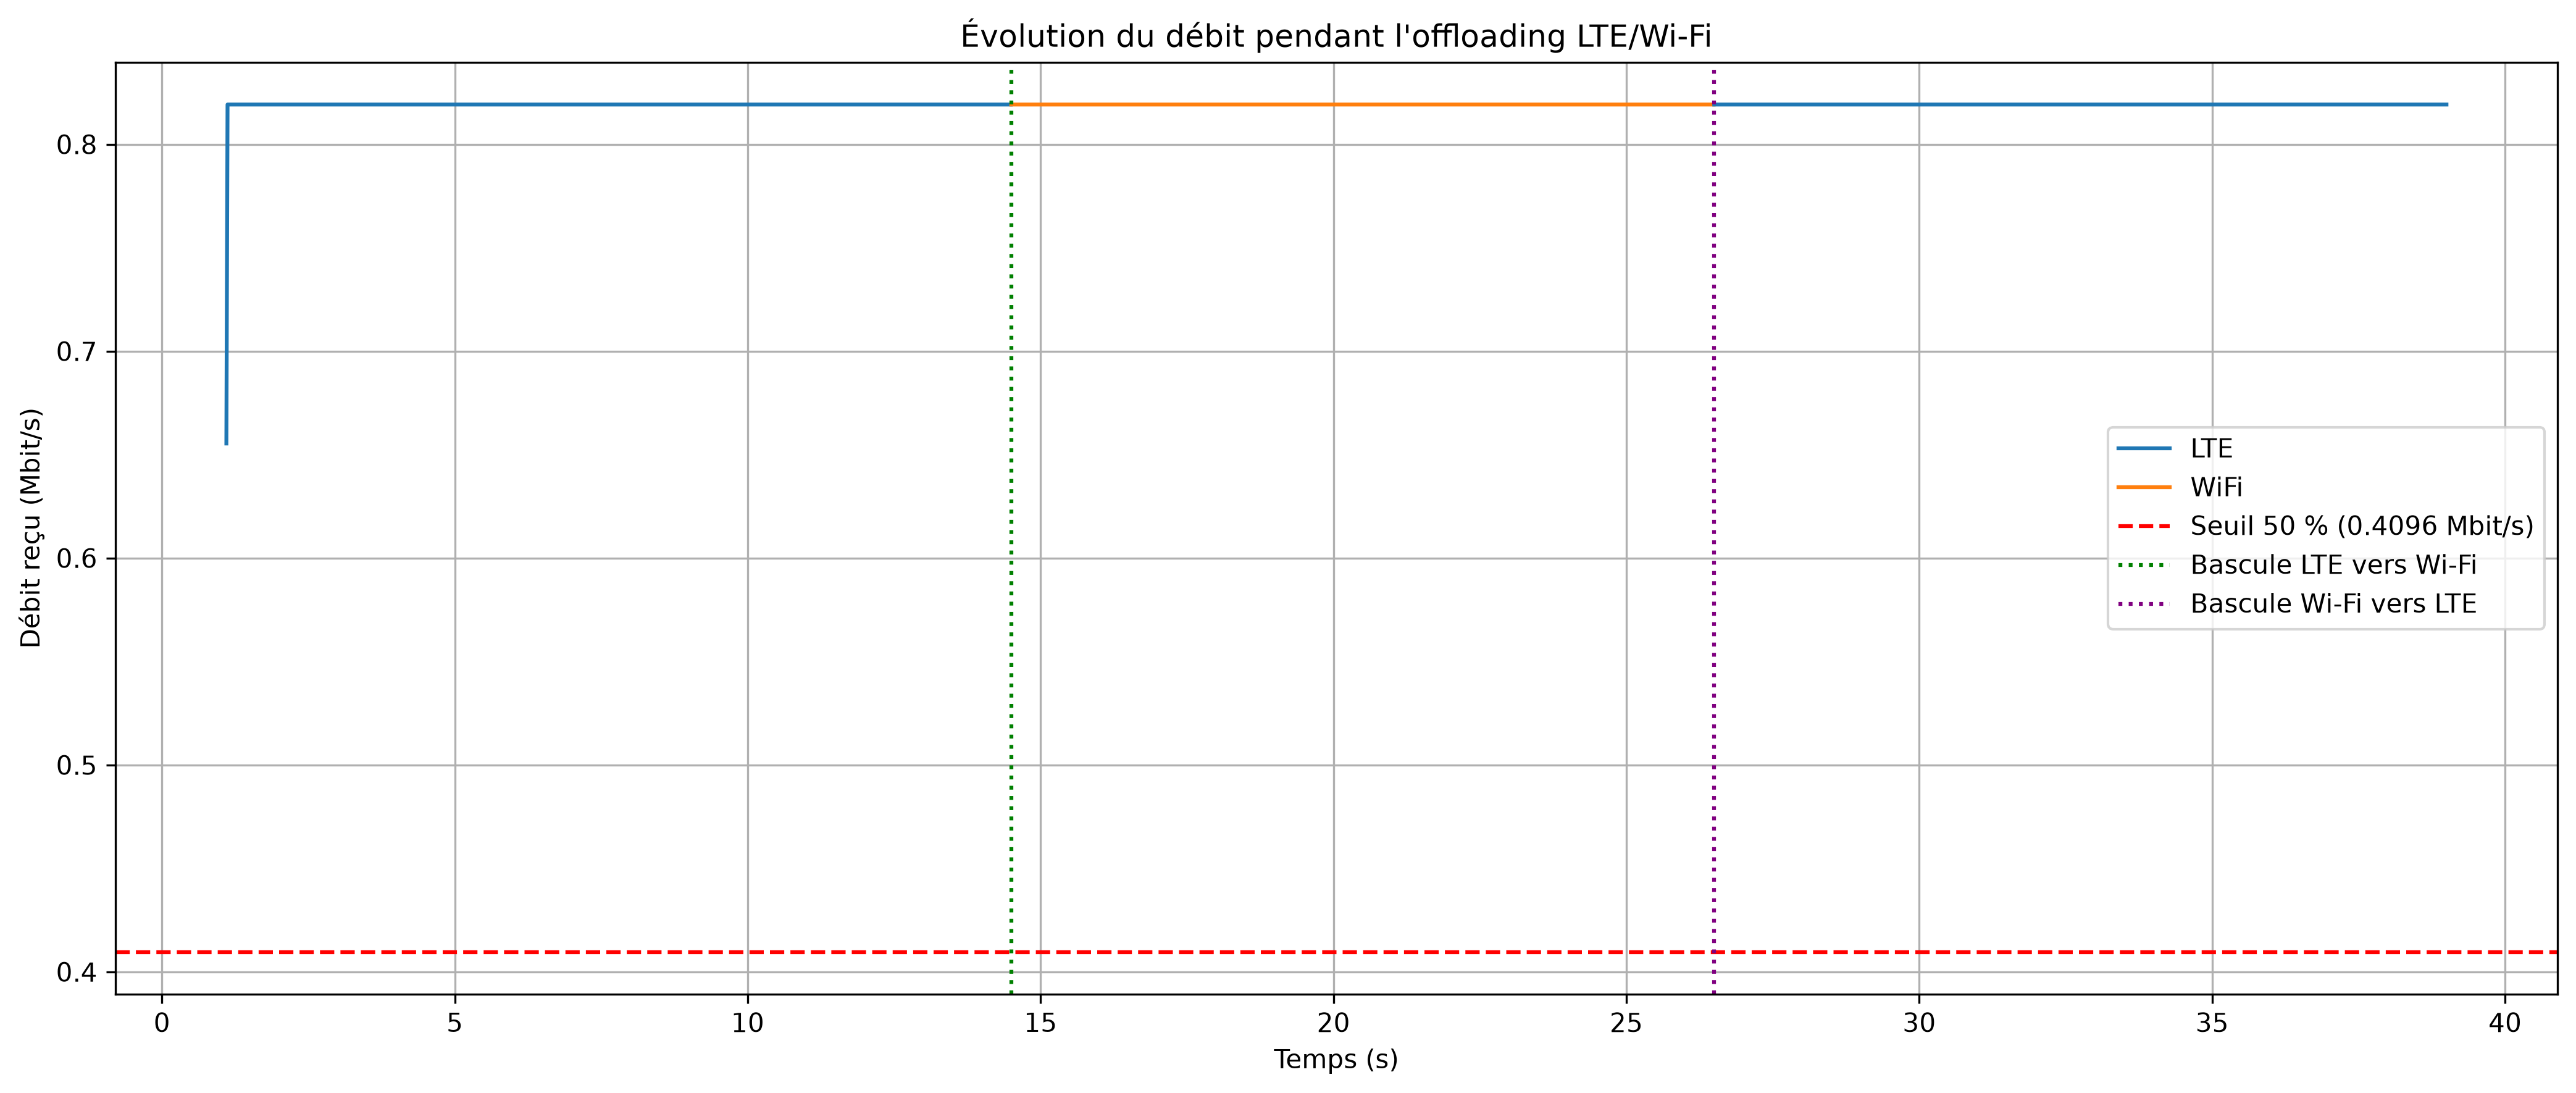 Évolution du débit pendant l'offloading LTE/Wi-Fi
Débit reçu (Mbit/s)
0.8
0.7
0.6
0.5
0.4
LTE
WiFi
Seuil 50 % (0.4096 Mbit/s)
Bascule LTE vers Wi-Fi
Bascule Wi-Fi vers LTE
0 5 10 15 20 25 30 35 40
Temps (s)